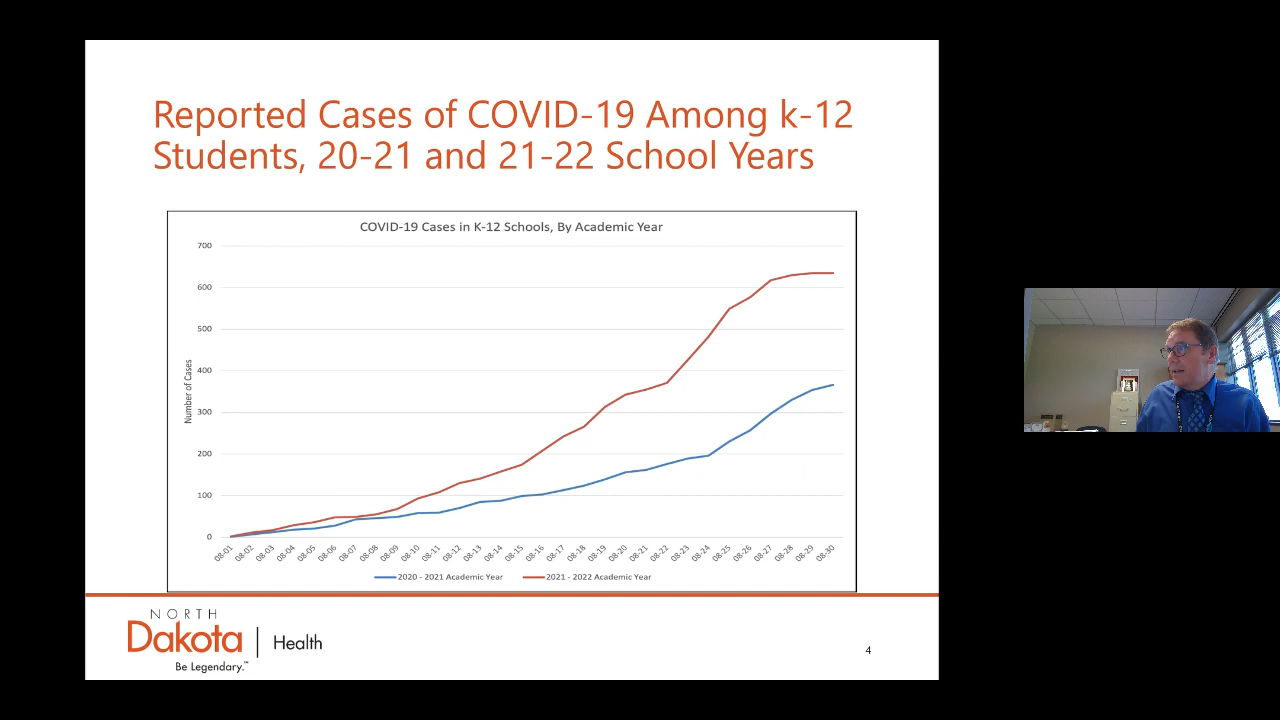 Reported Cases of COVID-19 Among k-12
Students, 20-21 and 21-22 School Years
COVID-19 Cases in K-12 Schools, By Academic Year
700
600
500
400
300
200
100
0
Number of Cases
08-01 08-02 08-03 08-04 08-05 08-06 08-07 08-08 08-09 08-10 08-11 08-12 08-13 08-14 08-15 08-16 08-17 08-18 08-19 08-20 08-21 08-22 08-23 08-24 08-25 08-26 08-27 08-28 08-29 08-30
2020 - 2021 Academic Year 2021 - 2022 Academic Year
NORTH
Dakota | Health
Be Legendary.™
4